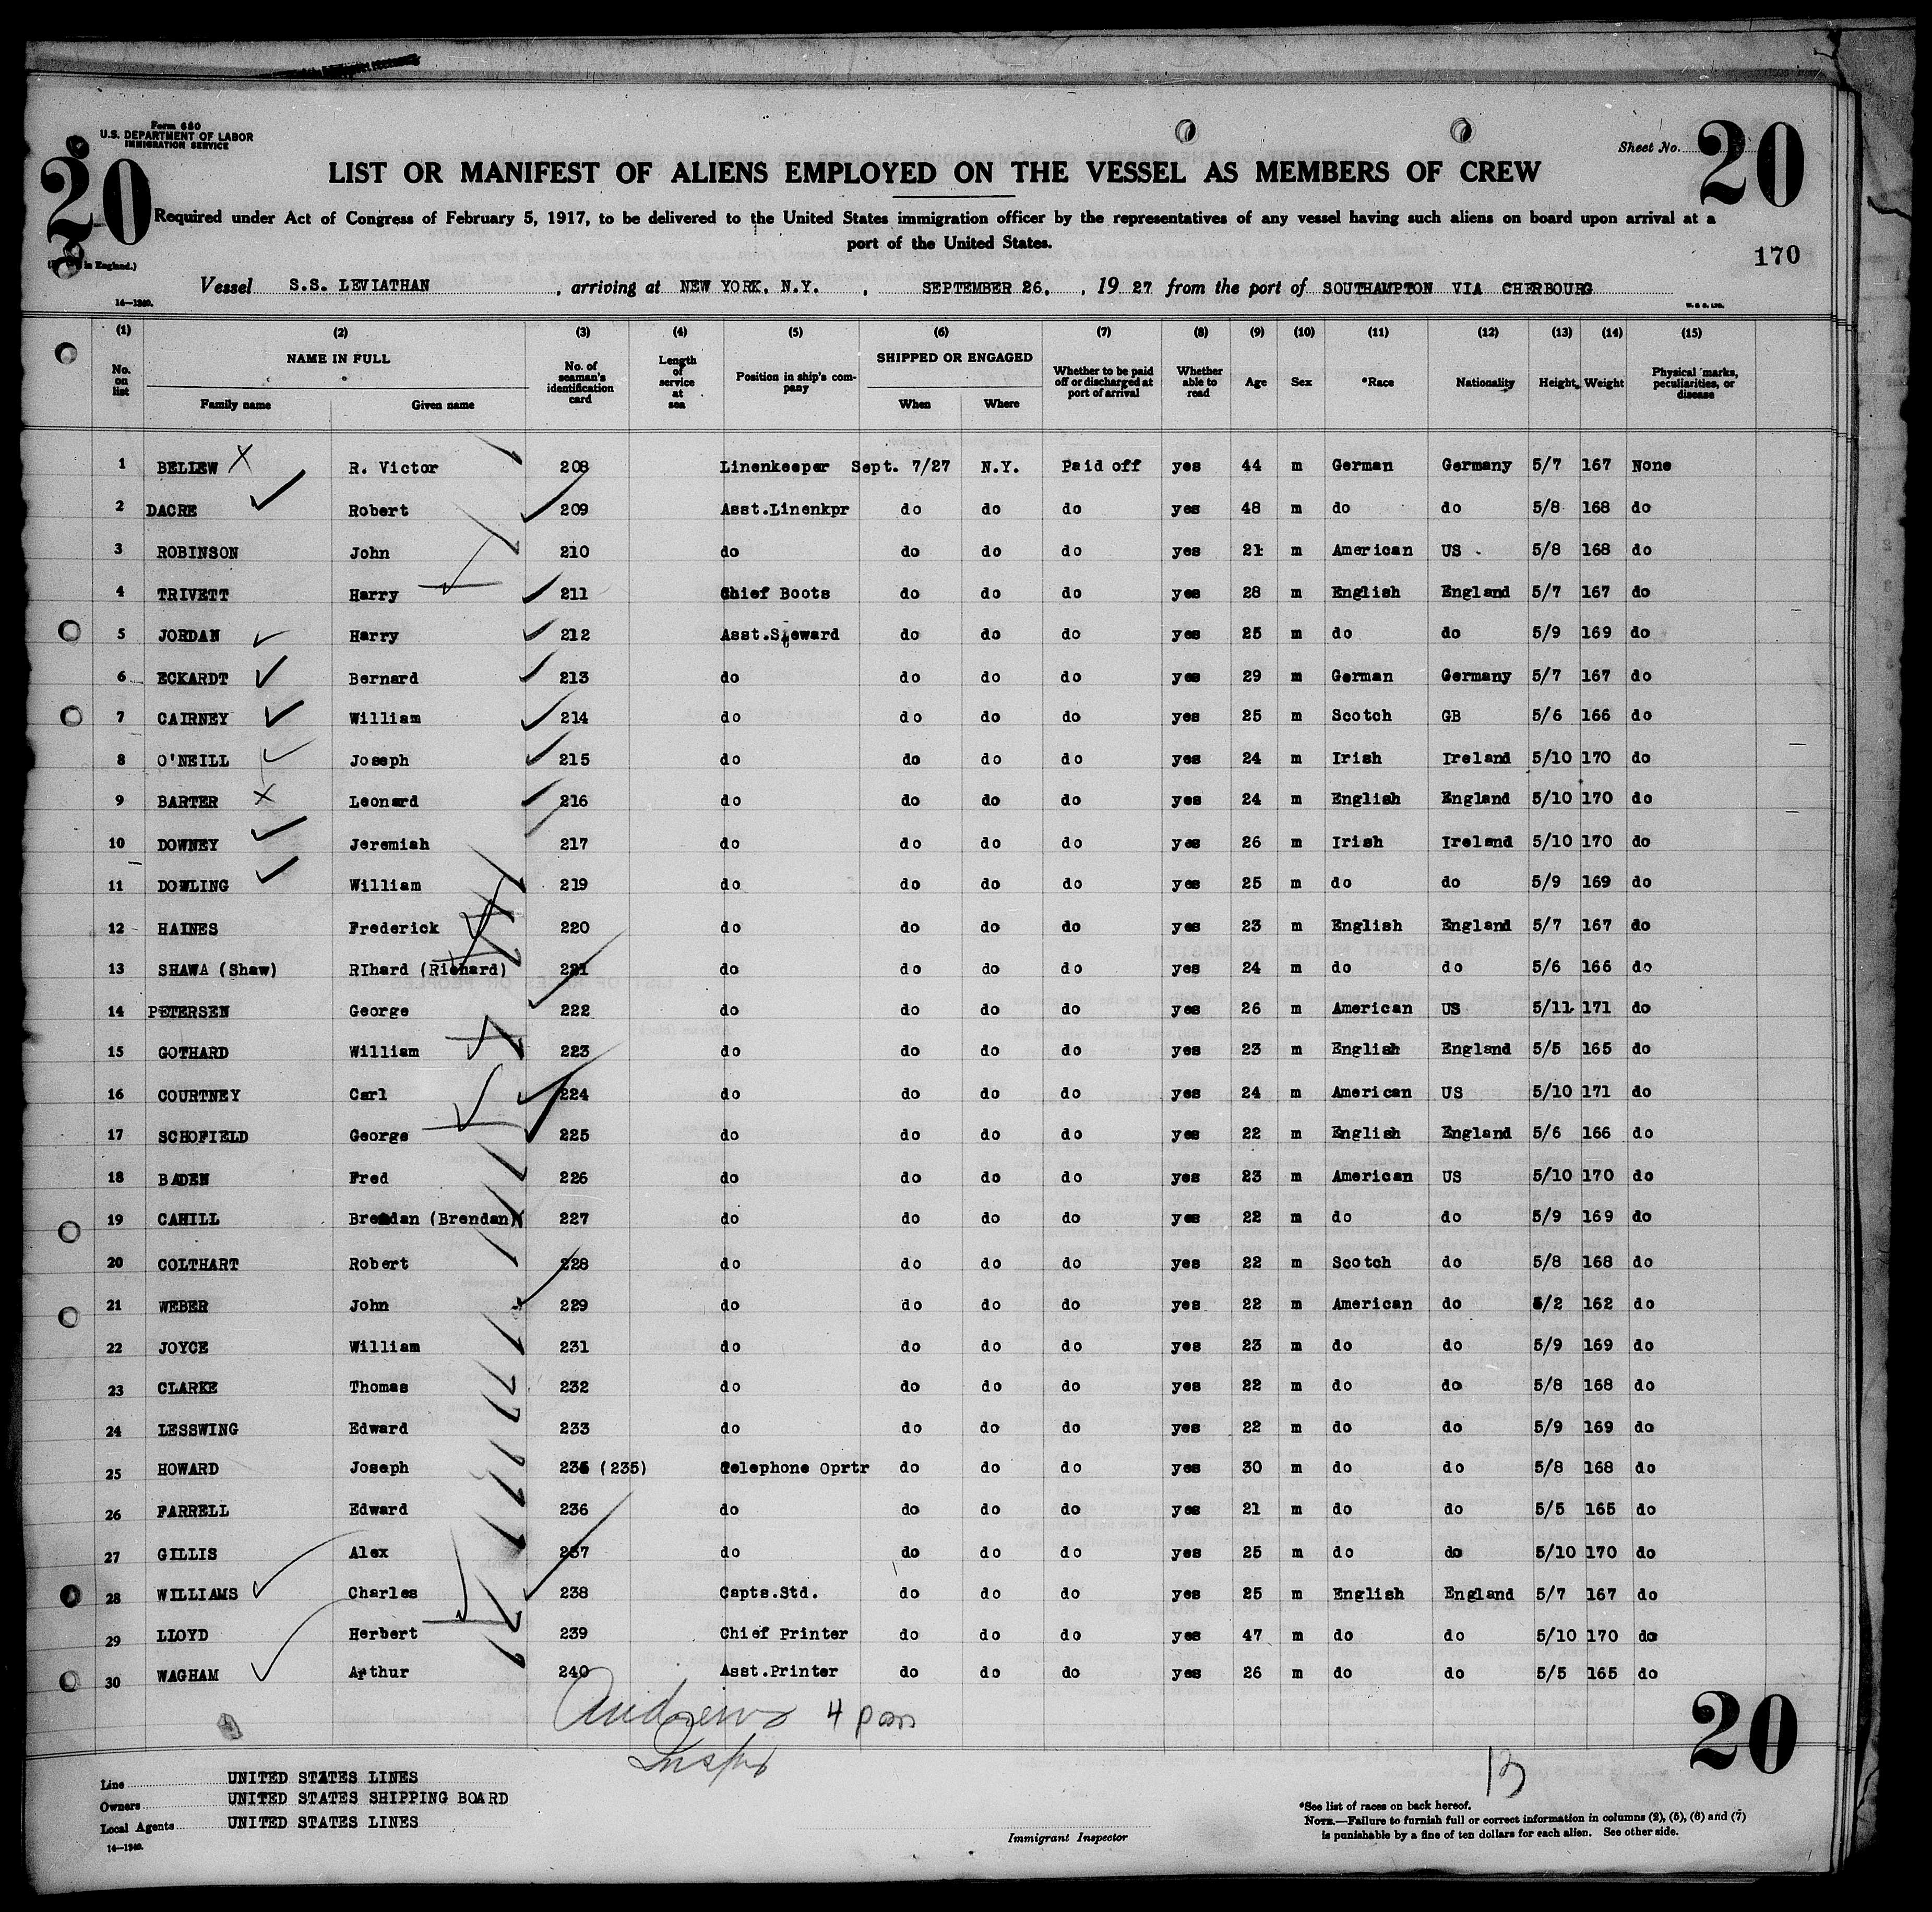 Form 680
U.S. DEPARTMENT OF LABOR
IMMIGRATION SERVICE
20
Sheet No. 20
LIST OR MANIFEST OF ALIENS EMPLOYED ON THE VESSEL AS MEMBERS OF CREW
Required under Act of Congress of February 5, 1917, to be delivered to the United States immigration officer by the representatives of any vessel having such aliens on board upon arrival at a
port of the United States.
in England.)
170
Vessel S.S. LEVIATHAN , arriving at NEW YORK, N.Y. , SEPTEMBER 26, , 19 27 from the port of SOUTHAMPTON VIA CHERBOURG
14—1240.
(1) (2) (3) (4) (5) (6) (7) (8) (9) (10) (11) (12) (13) (14) (15)
No. on list NAME IN FULL Family name Given name No. of seaman's identification card Length of service at sea Position in ship's company SHIPPED OR ENGAGED When Where Whether to be paid off or discharged at port of arrival Whether able to read Age Sex *Race Nationality Height Weight Physical marks, peculiarities, or disease
1 BELLEW R. Victor 208 Linenkeeper Sept. 7/27 N.Y. Paid off yes 44 m German Germany 5/7 167 None
2 DACRE Robert 209 Asst.Linenkpr do do do yes 48 m do do 5/8 168 do
3 ROBINSON John 210 do do do do yes 21 m American US 5/8 168 do
4 TRIVETT Harry 211 Chief Boots do do do yes 28 m English England 5/7 167 do
5 JORDAN Harry 212 Asst.Steward do do do yes 25 m do do 5/9 169 do
6 ECKARDT Bernard 213 do do do do yes 29 m German Germany 5/7 167 do
7 CAIRNEY William 214 do do do do yes 25 m Scotch GB 5/6 166 do
8 O'NEILL Joseph 215 do do do do yes 24 m Irish Ireland 5/10 170 do
9 BARTER Leonard 216 do do do do yes 24 m English England 5/10 170 do
10 DOWNEY Jeremiah 217 do do do do yes 26 m Irish Ireland 5/10 170 do
11 DOWLING William 219 do do do do yes 25 m do do 5/9 169 do
12 HAINES Frederick 220 do do do do yes 23 m English England 5/7 167 do
13 SHAWA (Shaw) RIhard (Richard) 221 do do do do yes 24 m do do 5/6 166 do
14 PETERSEN George 222 do do do do yes 26 m American US 5/11 171 do
15 GOTHARD William 223 do do do do yes 23 m English England 5/5 165 do
16 COURTNEY Carl 224 do do do do yes 24 m American US 5/10 171 do
17 SCHOFIELD George 225 do do do do yes 22 m English England 5/6 166 do
18 BADEN Fred 226 do do do do yes 23 m American US 5/10 170 do
19 CAHILL Brendan (Brendan) 227 do do do do yes 22 m do do 5/9 169 do
20 COLTHART Robert 228 do do do do yes 22 m Scotch do 5/8 168 do
21 WEBER John 229 do do do do yes 22 m American do 5/2 162 do
22 JOYCE William 231 do do do do yes 23 m do do 5/9 169 do
23 CLARKE Thomas 232 do do do do yes 22 m do do 5/8 168 do
24 LESSWING Edward 233 do do do do yes 22 m do do 5/9 169 do
25 HOWARD Joseph 235 (235) Telephone Oprtr do do do yes 30 m do do 5/8 168 do
26 FARRELL Edward 236 do do do do yes 21 m do do 5/5 165 do
27 GILLIS Alex 237 do do do do yes 25 m do do 5/10 170 do
28 WILLIAMS Charles 238 Capts.Std. do do do yes 25 m English England 5/7 167 do
29 LLOYD Herbert 239 Chief Printer do do do yes 47 m do do 5/10 170 do
30 WAGHAM Arthur 240 Asst.Printer do do do yes 26 m do do 5/5 165 do
Andrews 4 pass
20
Line UNITED STATES LINES
Owners UNITED STATES SHIPPING BOARD
Local Agents UNITED STATES LINES
14—1240.
Immigrant Inspector
*See list of races on back hereof.
NOTE.—Failure to furnish full or correct information in columns (2), (5), (6) and (7)
is punishable by a fine of ten dollars for each alien. See other side.